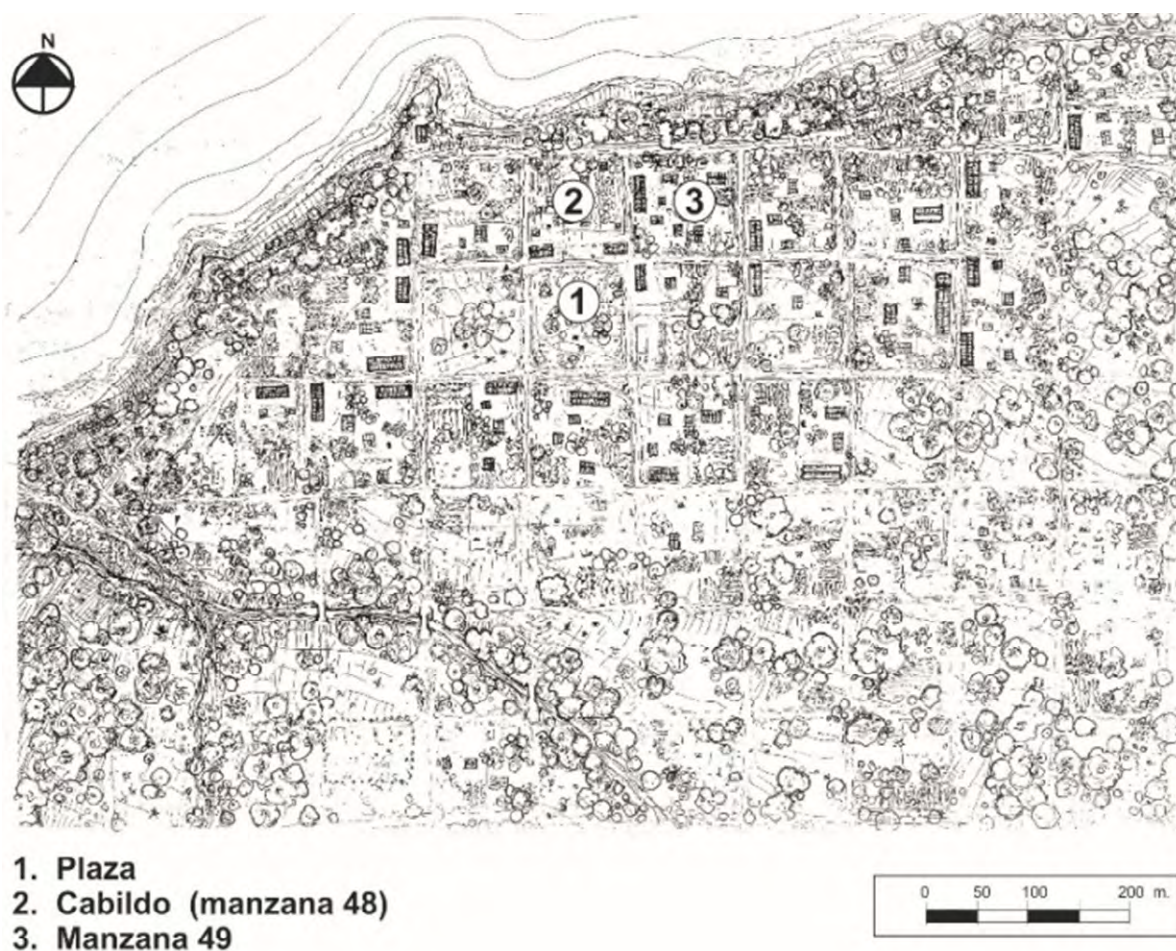 N
2
3
1
1. Plaza
2. Cabildo (manzana 48)
3. Manzana 49
0 50 100 200 m.